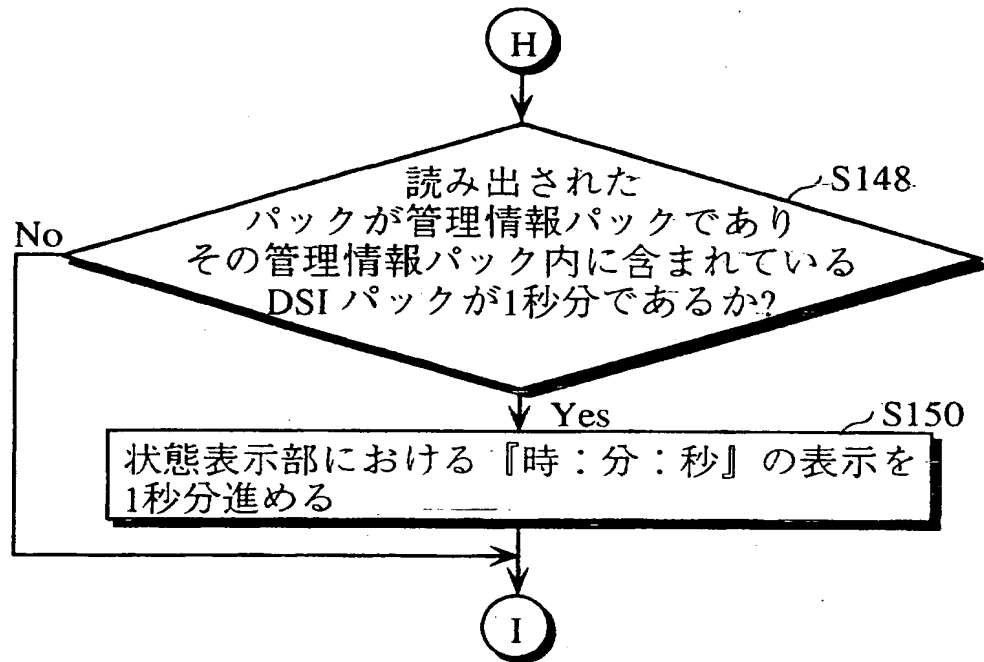 H
読み出された
パックが管理情報パックであり
その管理情報パック内に含まれている
DSI パックが1秒分であるか?
S148
No
Yes
S150
状態表示部における『時：分：秒』の表示を
1秒分進める
I